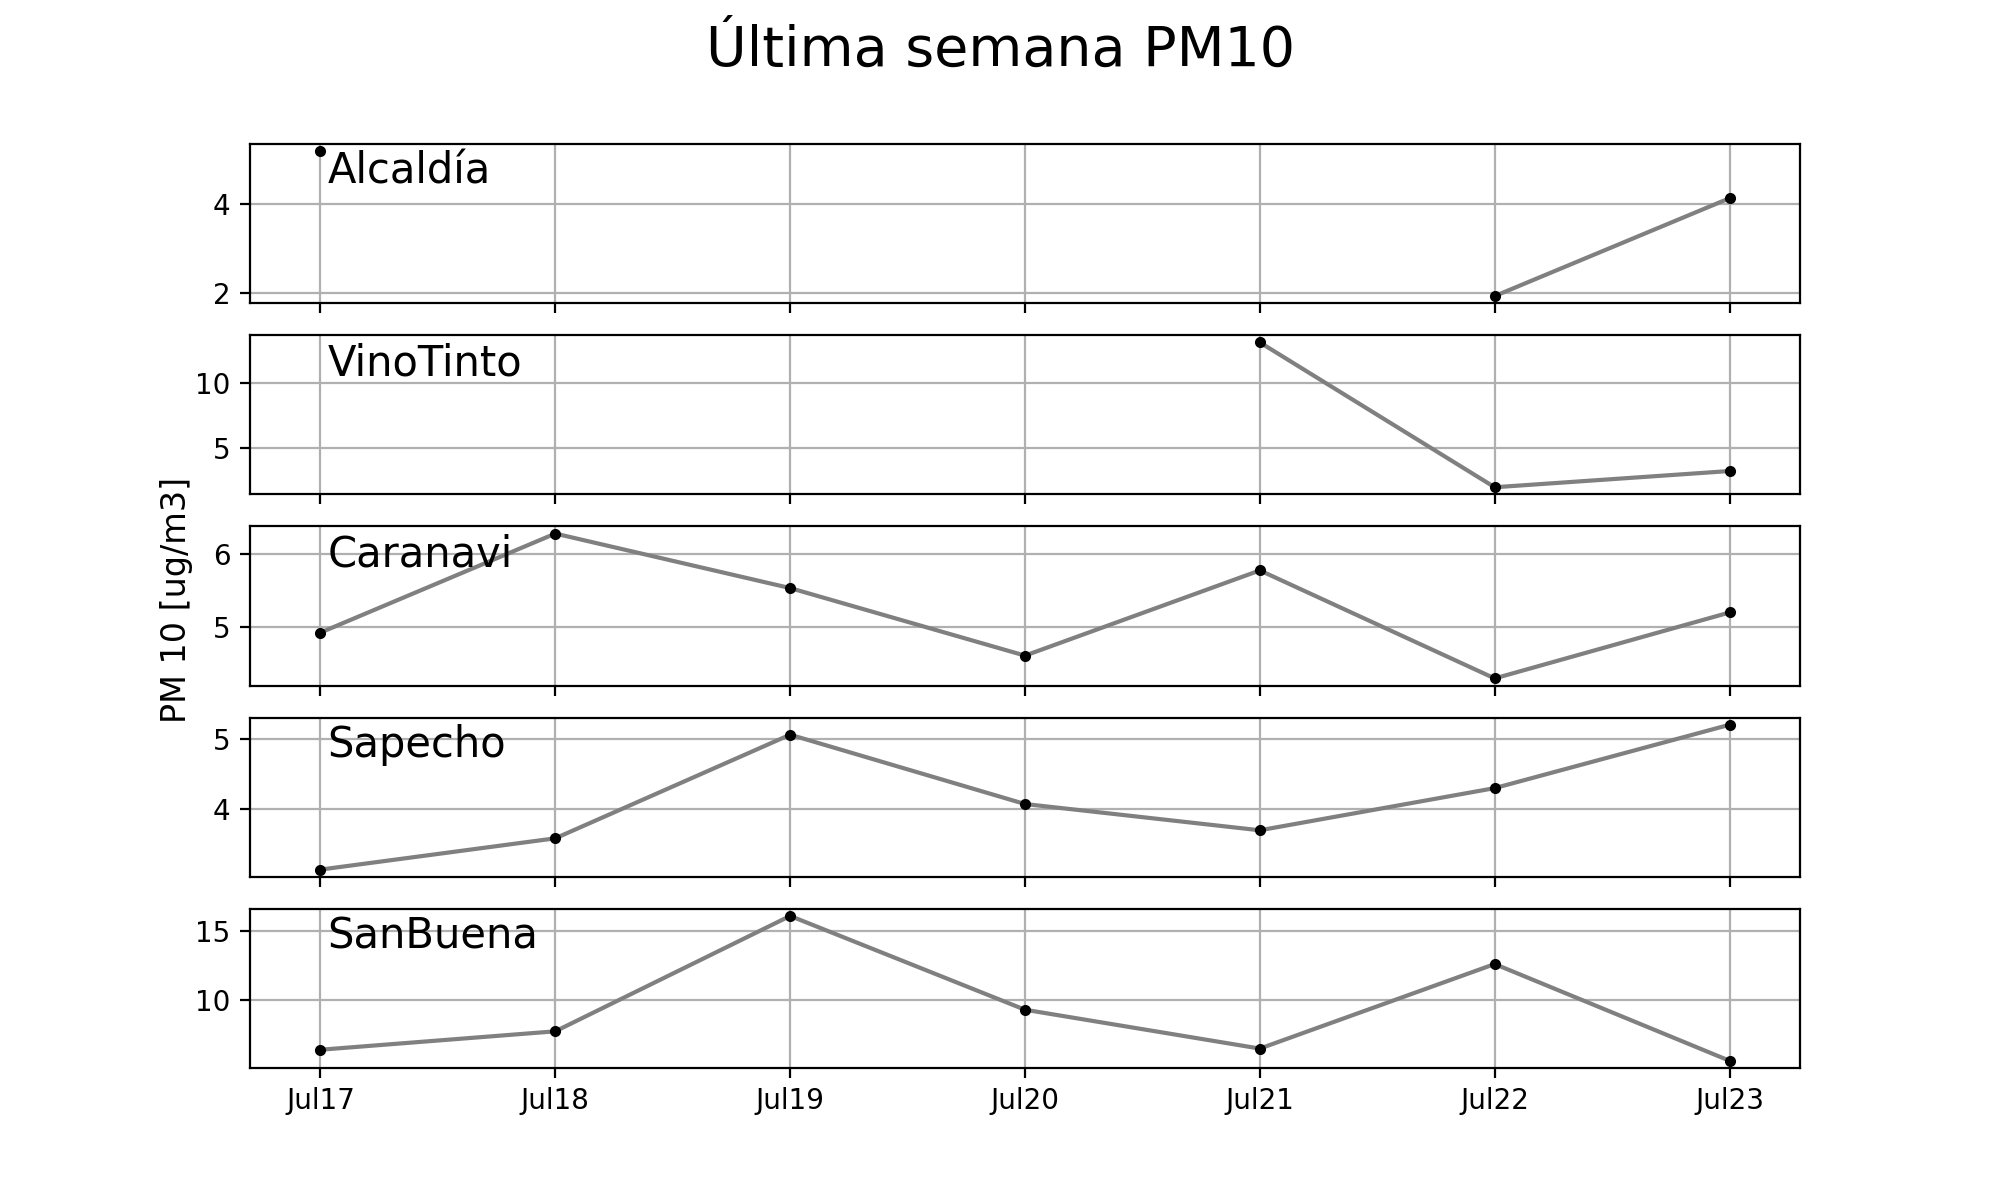 Última semana PM10
Alcaldía
4
2
VinoTinto
10
5
PM 10 [ug/m3]
Caranavi
6
5
Sapecho
5
4
SanBuena
15
10
Jul17 Jul18 Jul19 Jul20 Jul21 Jul22 Jul23